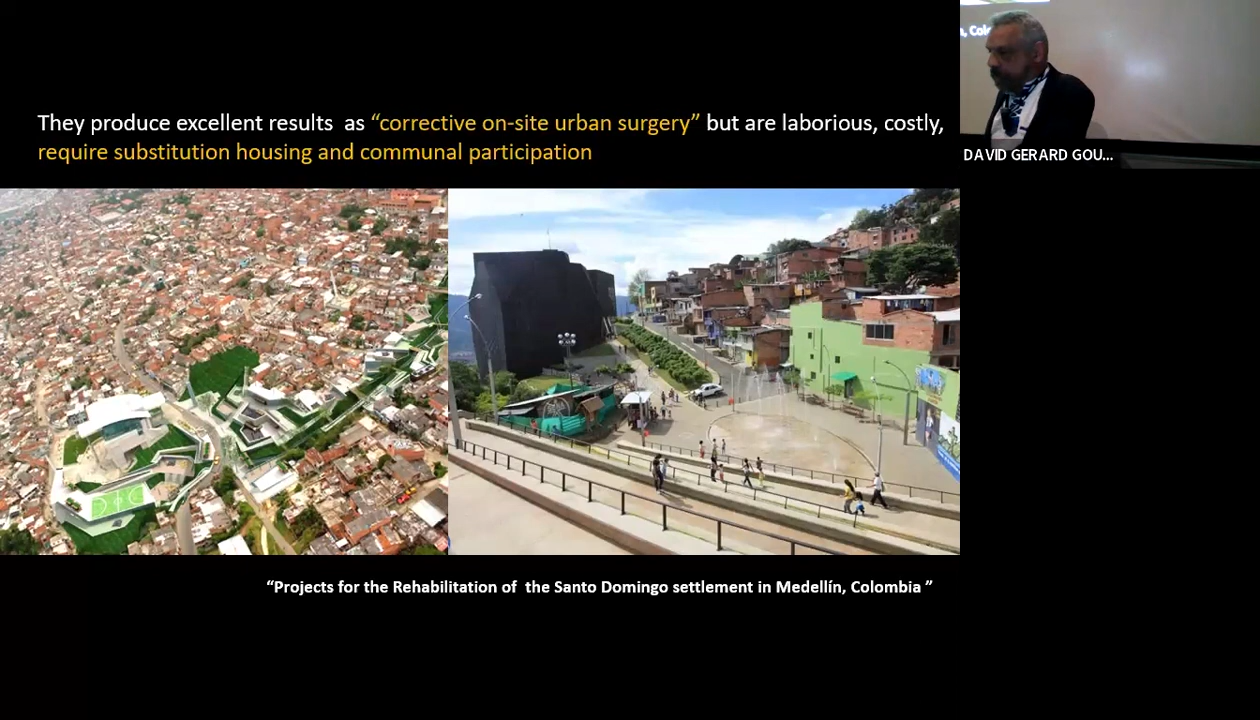 They produce excellent results as “corrective on-site urban surgery” but are laborious, costly,
require substitution housing and communal participation
, Col
DAVID GERARD GOU...
“Projects for the Rehabilitation of the Santo Domingo settlement in Medellín, Colombia ”